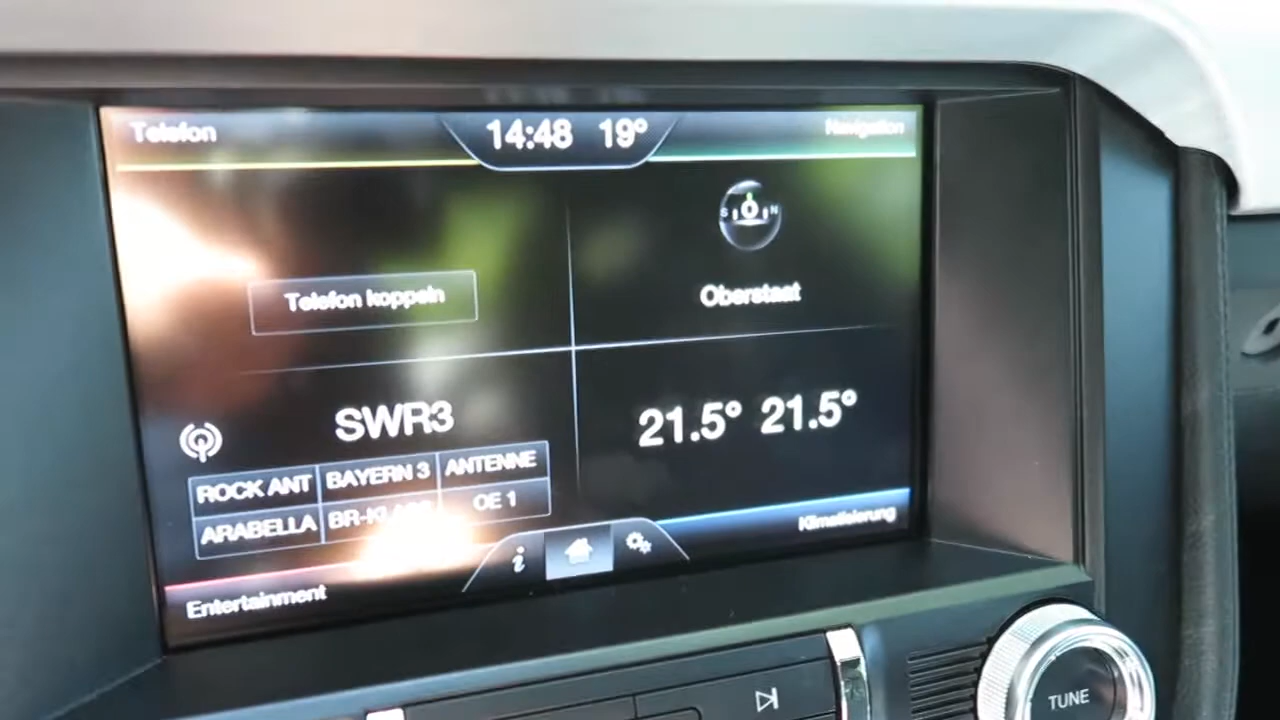 Telefon
14:48 19°
Navigation
S O N
Telefon koppeln
Oberstaat
SWR3
21.5° 21.5°
ROCK ANT BAYERN 3 ANTENNE
ARABELLA OE 1
Klimatisierung
i
Entertainment
TUNE